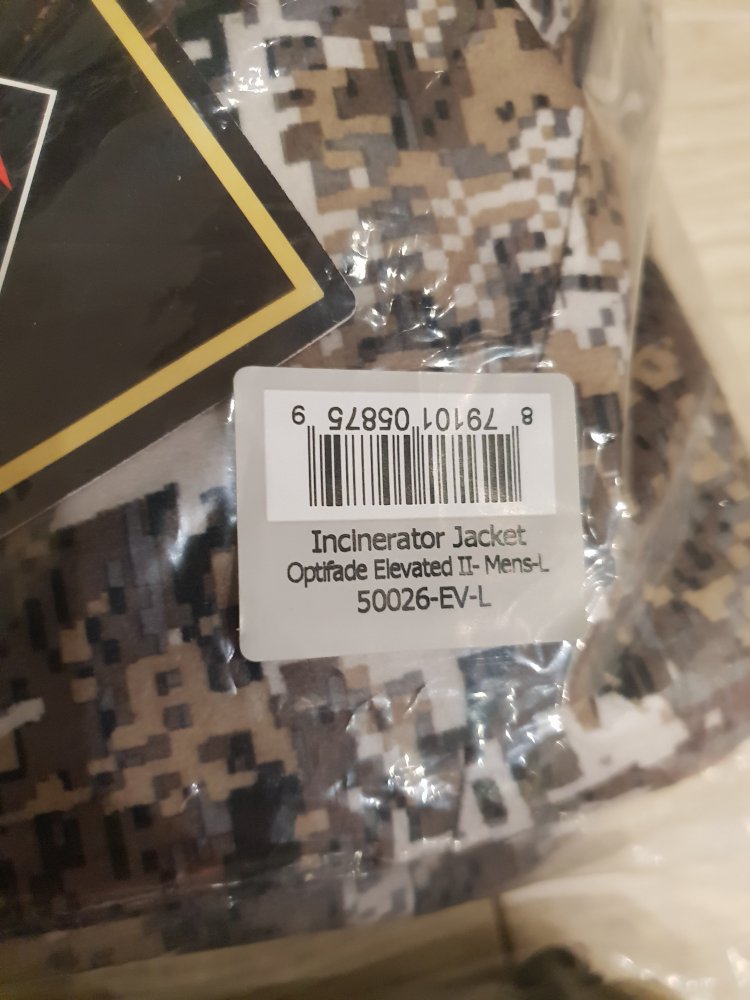 8 79101 05875 9
Incinerator Jacket
Optifade Elevated II- Mens-L
50026-EV-L